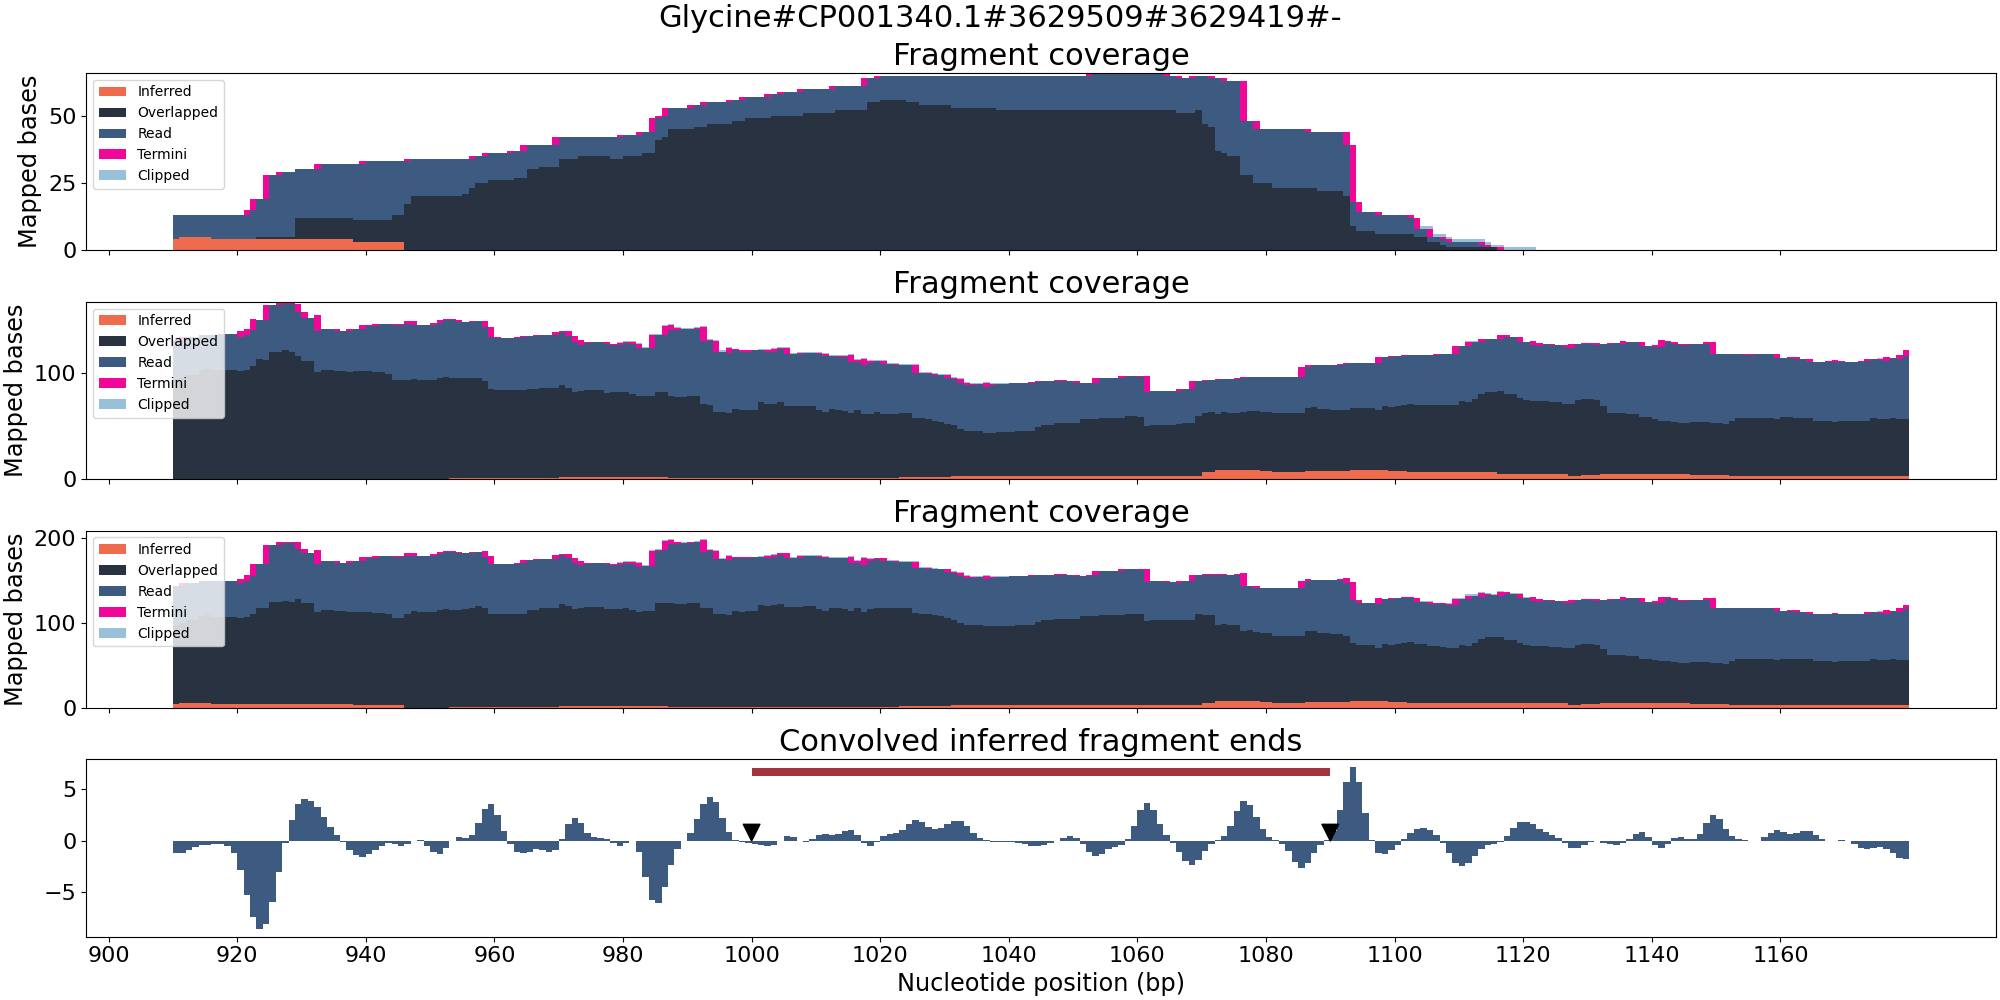 Glycine#CP001340.1#3629509#3629419#-
Fragment coverage
Mapped bases
50
25
0
Inferred
Overlapped
Read
Termini
Clipped
Fragment coverage
Mapped bases
100
0
Inferred
Overlapped
Read
Termini
Clipped
Fragment coverage
Mapped bases
200
100
0
Inferred
Overlapped
Read
Termini
Clipped
Convolved inferred fragment ends
5
0
−5
900 920 940 960 980 1000 1020 1040 1060 1080 1100 1120 1140 1160
Nucleotide position (bp)